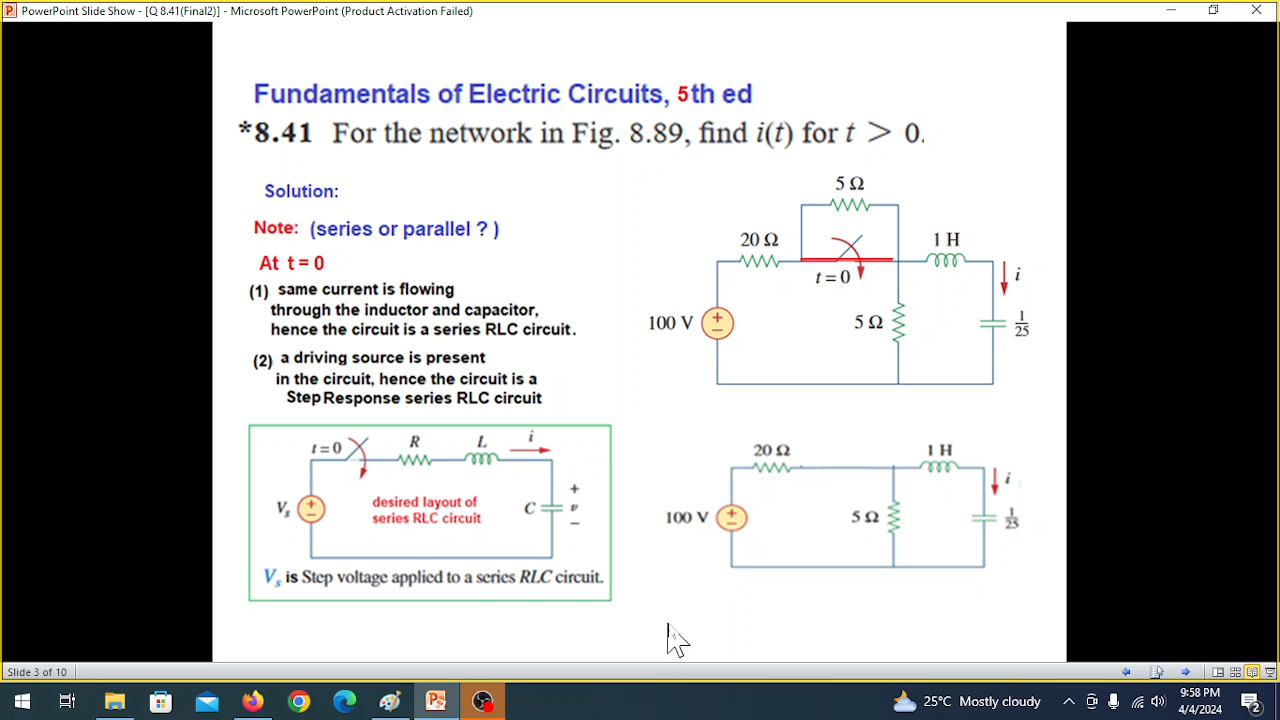 PowerPoint Slide Show - [Q 8.41(Final2)] - Microsoft PowerPoint (Product Activation Failed)
Fundamentals of Electric Circuits, 5th ed
*8.41 For the network in Fig. 8.89, find i(t) for t > 0.
Solution:
Note: (series or parallel ? )
At t = 0
(1) same current is flowing
through the inductor and capacitor,
hence the circuit is a series RLC circuit.
(2) a driving source is present
in the circuit, hence the circuit is a
Step Response series RLC circuit
t = 0
R
L
i
Vs
+
−
desired layout of
series RLC circuit
C
+
v
−
Vs is Step voltage applied to a series RLC circuit.
5 Ω
20 Ω
1 H
t = 0
i
100 V
+
−
5 Ω
1/25
20 Ω
1 H
i
100 V
+
−
5 Ω
1/25
Slide 3 of 10
25°C Mostly cloudy
9:58 PM
4/4/2024
2